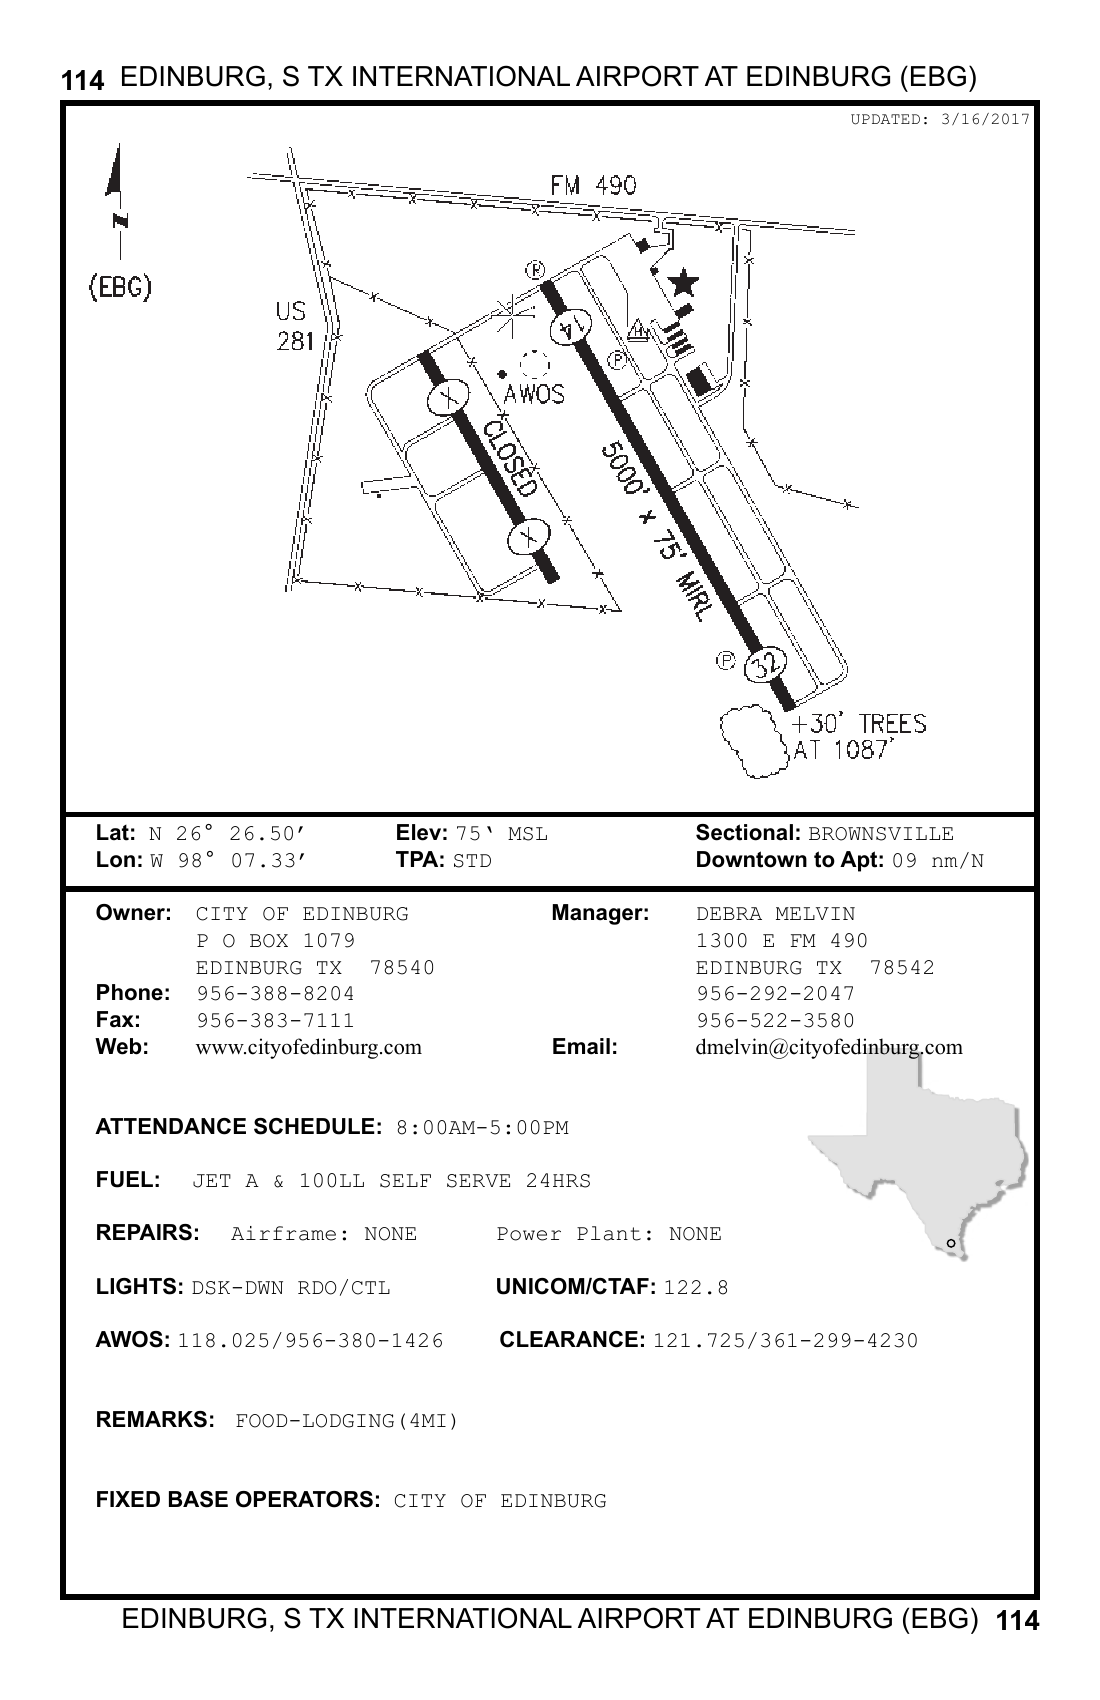 114 EDINBURG, S TX INTERNATIONAL AIRPORT AT EDINBURG (EBG)
UPDATED: 3/16/2017
N
(EBG)
FM 490
US
281
R
14
H
P
AWOS
X
CLOSED
X
5000' x 75' MIRL
P
32
+30' TREES
AT 1087'
Lat: N 26° 26.50’ Elev: 75‘ MSL Sectional: BROWNSVILLE
Lon: W 98° 07.33’ TPA: STD Downtown to Apt: 09 nm/N
Owner: CITY OF EDINBURG Manager: DEBRA MELVIN
P O BOX 1079 1300 E FM 490
EDINBURG TX 78540 EDINBURG TX 78542
Phone: 956-388-8204 956-292-2047
Fax: 956-383-7111 956-522-3580
Web: www.cityofedinburg.com Email: dmelvin@cityofedinburg.com
ATTENDANCE SCHEDULE: 8:00AM-5:00PM
FUEL: JET A & 100LL SELF SERVE 24HRS
REPAIRS: Airframe: NONE Power Plant: NONE
LIGHTS: DSK-DWN RDO/CTL UNICOM/CTAF: 122.8
AWOS: 118.025/956-380-1426 CLEARANCE: 121.725/361-299-4230
REMARKS: FOOD-LODGING(4MI)
FIXED BASE OPERATORS: CITY OF EDINBURG
EDINBURG, S TX INTERNATIONAL AIRPORT AT EDINBURG (EBG) 114